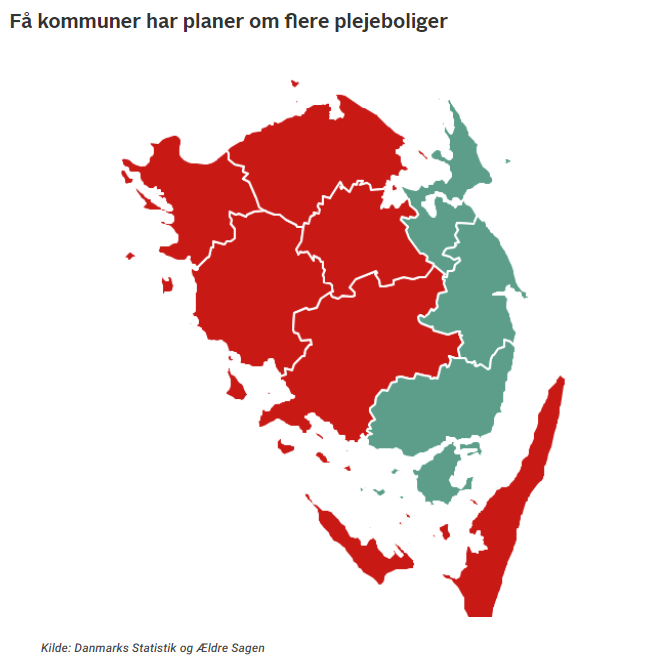 Få kommuner har planer om flere plejeboliger
Kilde: Danmarks Statistik og Ældre Sagen